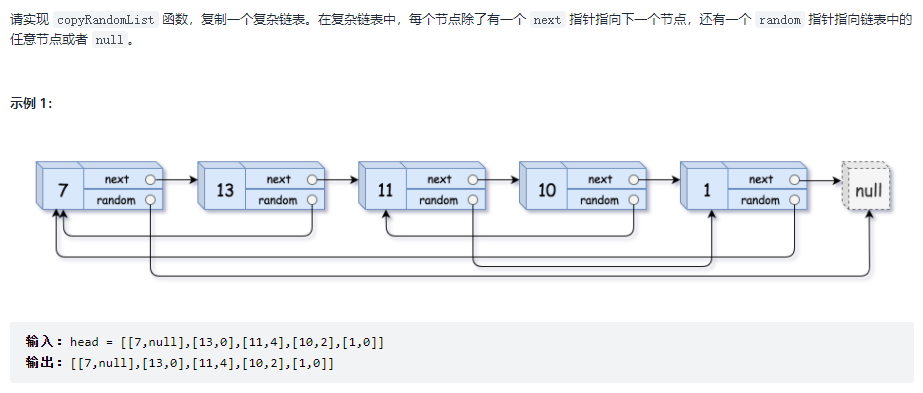 请实现 copyRandomList 函数，复制一个复杂链表。在复杂链表中，每个节点除了有一个 next 指针指向下一个节点，还有一个 random 指针指向链表中的
任意节点或者 null。
示例 1：
next next next next next
7 13 11 10 1 null
random random random random random
输入：head = [[7,null],[13,0],[11,4],[10,2],[1,0]]
输出：[[7,null],[13,0],[11,4],[10,2],[1,0]]